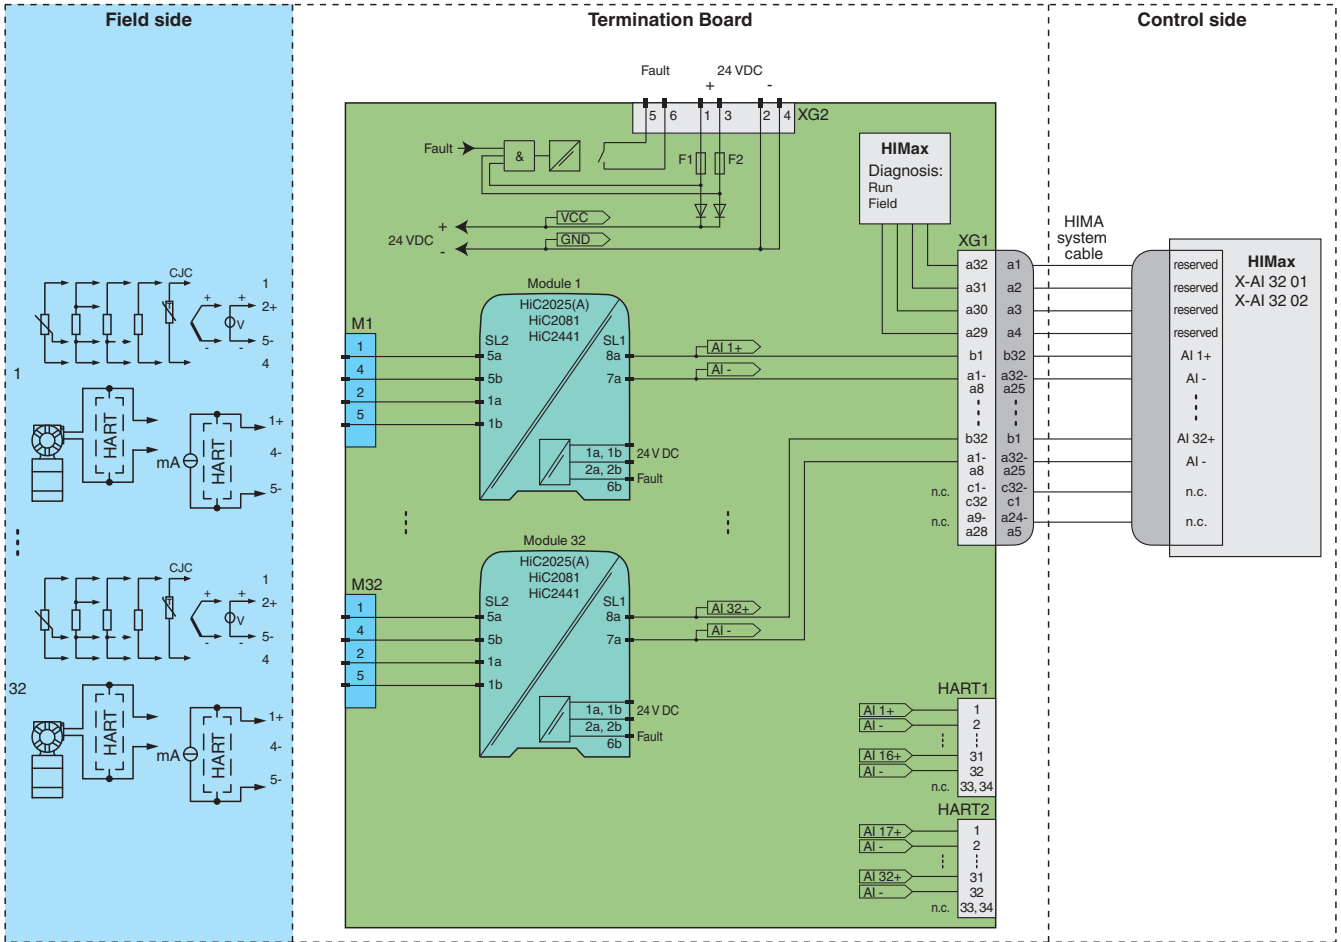 Field side
Termination Board
Control side
Fault
24 VDC
+
-
5
6
1
3
2
4
XG2
Fault
&
F1
F2
VCC
GND
+
24 VDC
-
HIMax
Diagnosis:
Run
Field
HIMA
system
cable
XG1
a32 a1
a31 a2
a30 a3
a29 a4
b1 b32
a1- a32-
a8 a25
b32 b1
a1- a32-
a8 a25
n.c. c1- c32-
c32 c1
n.c. a9- a24-
a28 a5
reserved
reserved
reserved
reserved
AI 1+
AI -
AI 32+
AI -
n.c.
n.c.
HIMax
X-AI 32 01
X-AI 32 02
CJC
1
+ +
2+
V
5-
- -
4
1
HART
mA
HART
1+
4-
5-
CJC
1
+ +
2+
V
5-
- -
4
32
HART
mA
HART
1+
4-
5-
M1
1
4
2
5
Module 1
HiC2025(A)
HiC2081
HiC2441
SL2 SL1
5a 8a
5b 7a
1a
1b
1a, 1b
2a, 2b
6b
24 V DC
Fault
AI 1+
AI -
M32
1
4
2
5
Module 32
HiC2025(A)
HiC2081
HiC2441
SL2 SL1
5a 8a
5b 7a
1a
1b
1a, 1b
2a, 2b
6b
24 V DC
Fault
AI 32+
AI -
HART1
AI 1+ 1
AI - 2
AI 16+ 31
AI - 32
n.c. 33, 34
HART2
AI 17+ 1
AI - 2
AI 32+ 31
AI - 32
n.c. 33, 34